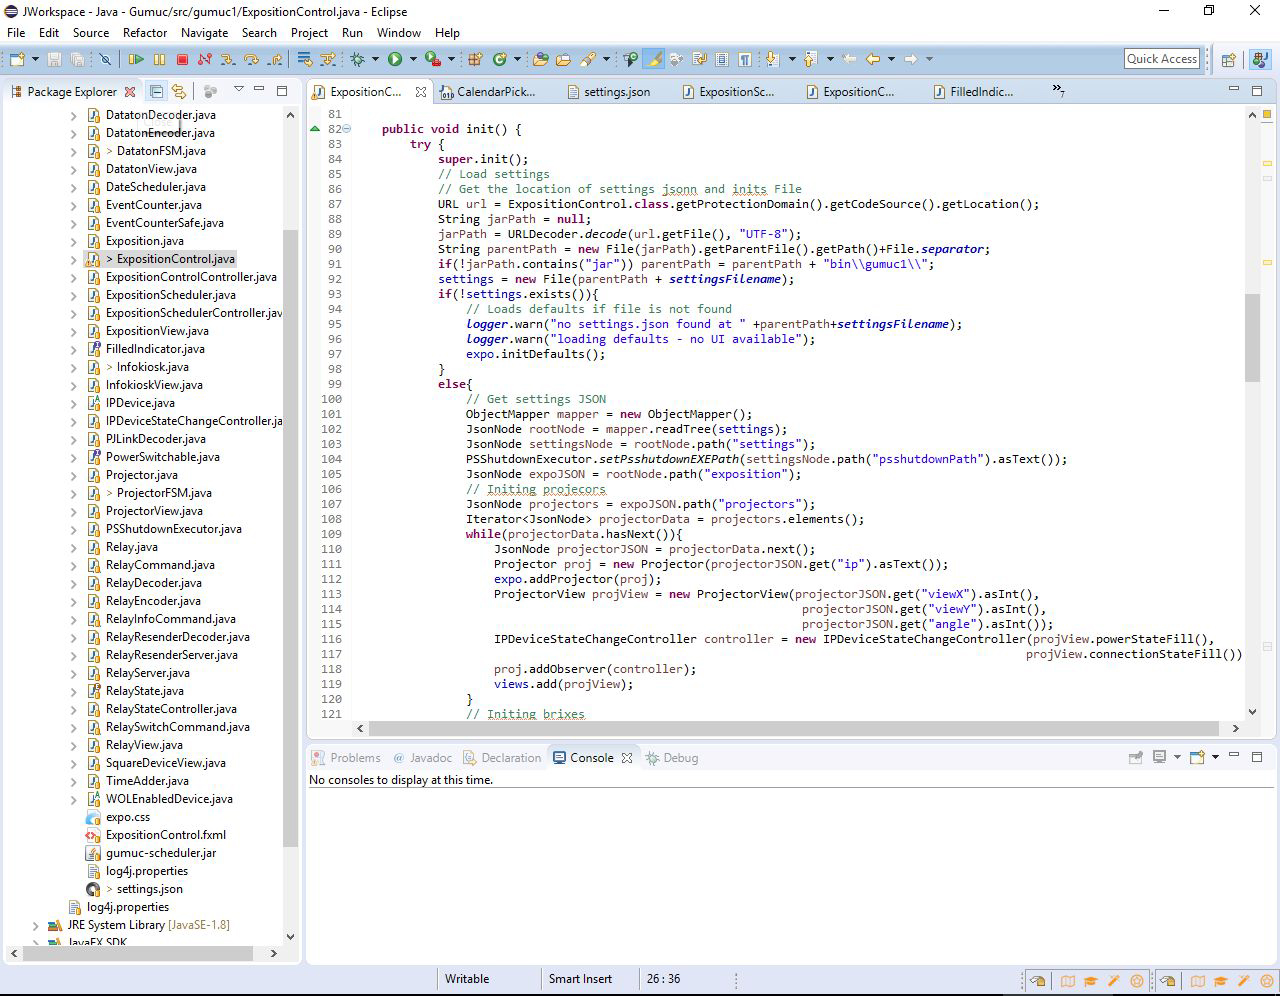 JWorkspace - Java - Gumuc/src/gumuc1/ExpositionControl.java - Eclipse
File Edit Source Refactor Navigate Search Project Run Window Help
Quick Access
Package Explorer
DatatonDecoder.java
DatatonEncoder.java
> DatatonFSM.java
DatatonView.java
DateScheduler.java
EventCounter.java
EventCounterSafe.java
Exposition.java
> ExpositionControl.java
ExpositionControlController.java
ExpositionScheduler.java
ExpositionSchedulerController.jav
ExpositionView.java
FilledIndicator.java
> Infokiosk.java
InfokioskView.java
IPDevice.java
IPDeviceStateChangeController.ja
PJLinkDecoder.java
PowerSwitchable.java
Projector.java
> ProjectorFSM.java
ProjectorView.java
PSShutdownExecutor.java
Relay.java
RelayCommand.java
RelayDecoder.java
RelayEncoder.java
RelayInfoCommand.java
RelayResenderDecoder.java
RelayResenderServer.java
RelayServer.java
RelayState.java
RelayStateController.java
RelaySwitchCommand.java
RelayView.java
SquareDeviceView.java
TimeAdder.java
WOLEnabledDevice.java
expo.css
ExpositionControl.fxml
gumuc-scheduler.jar
log4j.properties
> settings.json
log4j.properties
JRE System Library [JavaSE-1.8]
JavaFX SDK
ExpositionC... CalendarPick... settings.json ExpositionSc... ExpositionC... FilledIndic... »7
81
82 public void init() {
83 try {
84 super.init();
85 // Load settings
86 // Get the location of settings jsonn and inits File
87 URL url = ExpositionControl.class.getProtectionDomain().getCodeSource().getLocation();
88 String jarPath = null;
89 jarPath = URLDecoder.decode(url.getFile(), "UTF-8");
90 String parentPath = new File(jarPath).getParentFile().getPath()+File.separator;
91 if(!jarPath.contains("jar")) parentPath = parentPath + "bin\\gumuc1\\";
92 settings = new File(parentPath + settingsFilename);
93 if(!settings.exists()){
94 // Loads defaults if file is not found
95 logger.warn("no settings.json found at " +parentPath+settingsFilename);
96 logger.warn("loading defaults - no UI available");
97 expo.initDefaults();
98 }
99 else{
100 // Get settings JSON
101 ObjectMapper mapper = new ObjectMapper();
102 JsonNode rootNode = mapper.readTree(settings);
103 JsonNode settingsNode = rootNode.path("settings");
104 PSShutdownExecutor.setPsshutdownEXEPath(settingsNode.path("psshutdownPath").asText());
105 JsonNode expoJSON = rootNode.path("exposition");
106 // Initing projecors
107 JsonNode projectors = expoJSON.path("projectors");
108 Iterator<JsonNode> projectorData = projectors.elements();
109 while(projectorData.hasNext()){
110 JsonNode projectorJSON = projectorData.next();
111 Projector proj = new Projector(projectorJSON.get("ip").asText());
112 expo.addProjector(proj);
113 ProjectorView projView = new ProjectorView(projectorJSON.get("viewX").asInt(),
114 projectorJSON.get("viewY").asInt(),
115 projectorJSON.get("angle").asInt());
116 IPDeviceStateChangeController controller = new IPDeviceStateChangeController(projView.powerStateFill(),
117 projView.connectionStateFill())
118 proj.addObserver(controller);
119 views.add(projView);
120 }
121 // Initing brixes
Problems @ Javadoc Declaration Console Debug
No consoles to display at this time.
Writable Smart Insert 26 : 36